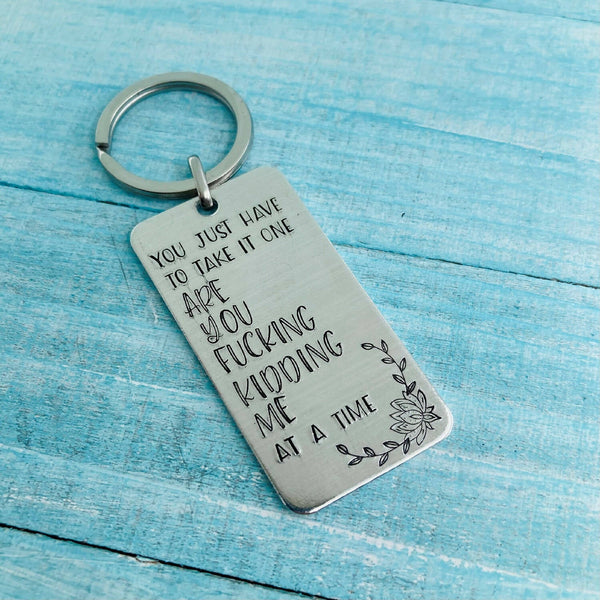 YOU JUST HAVE
TO TAKE IT ONE
ARE
YOU
FUCKING
KIDDING
ME
AT A TIME